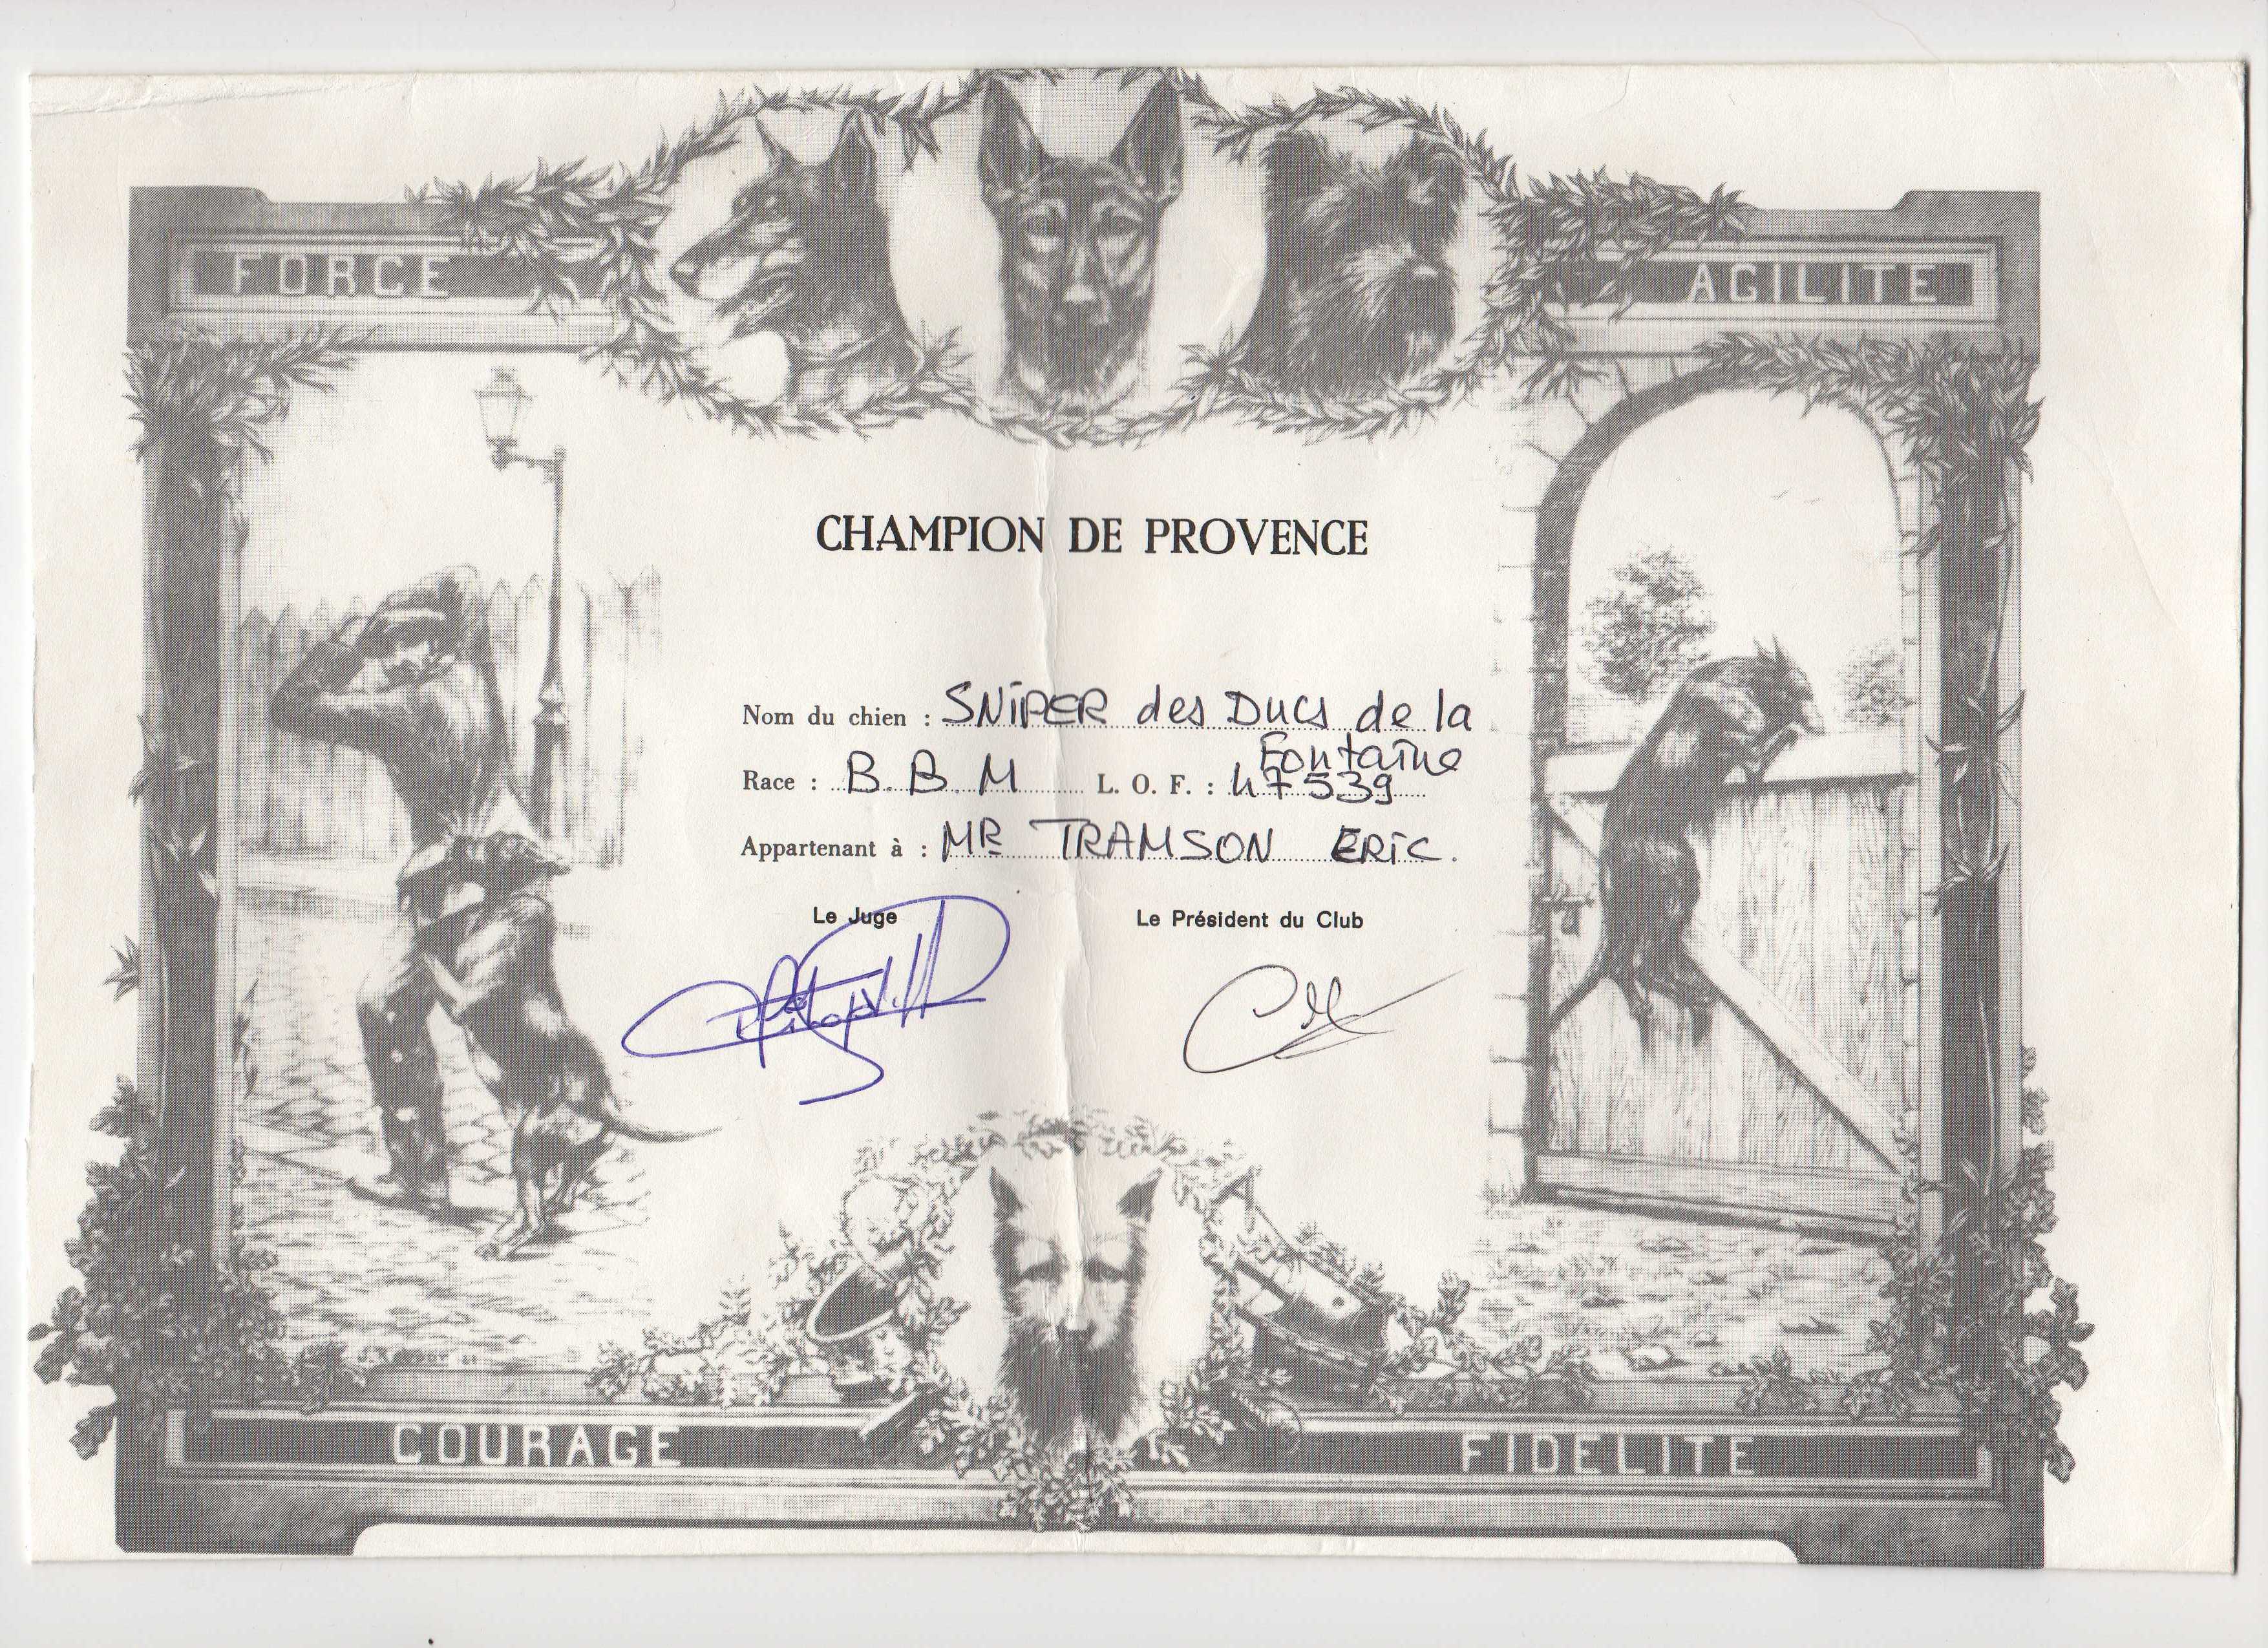 FORCE
AGILITE
CHAMPION DE PROVENCE
Nom du chien : SNIPER des Ducs de la
Fontaine
Race : B. B. M L. O. F. : 47539
Appartenant à : MR TRAMSON ERIC.
Le Juge
Le Président du Club
COURAGE
FIDELITE